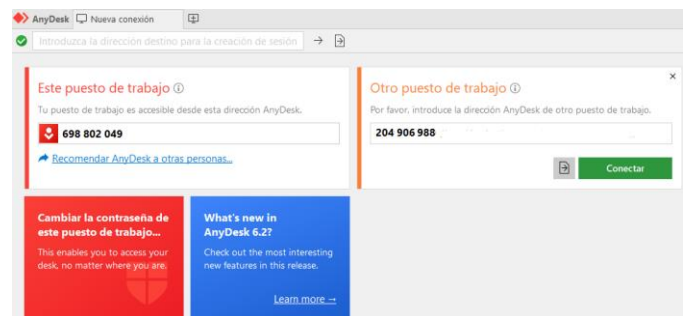 AnyDesk Nueva conexión
Introduzca la dirección destino para la creación de sesión
Este puesto de trabajo
Tu puesto de trabajo es accesible desde esta dirección AnyDesk.
698 802 049
Recomendar AnyDesk a otras personas...
Otro puesto de trabajo
Por favor, introduce la dirección AnyDesk de otro puesto de trabajo.
204 906 988
Conectar
Cambiar la contraseña de
este puesto de trabajo...
This enables you to access your
desk, no matter where you are.
What's new in
AnyDesk 6.2?
Check out the most interesting
new features in this release.
Learn more →